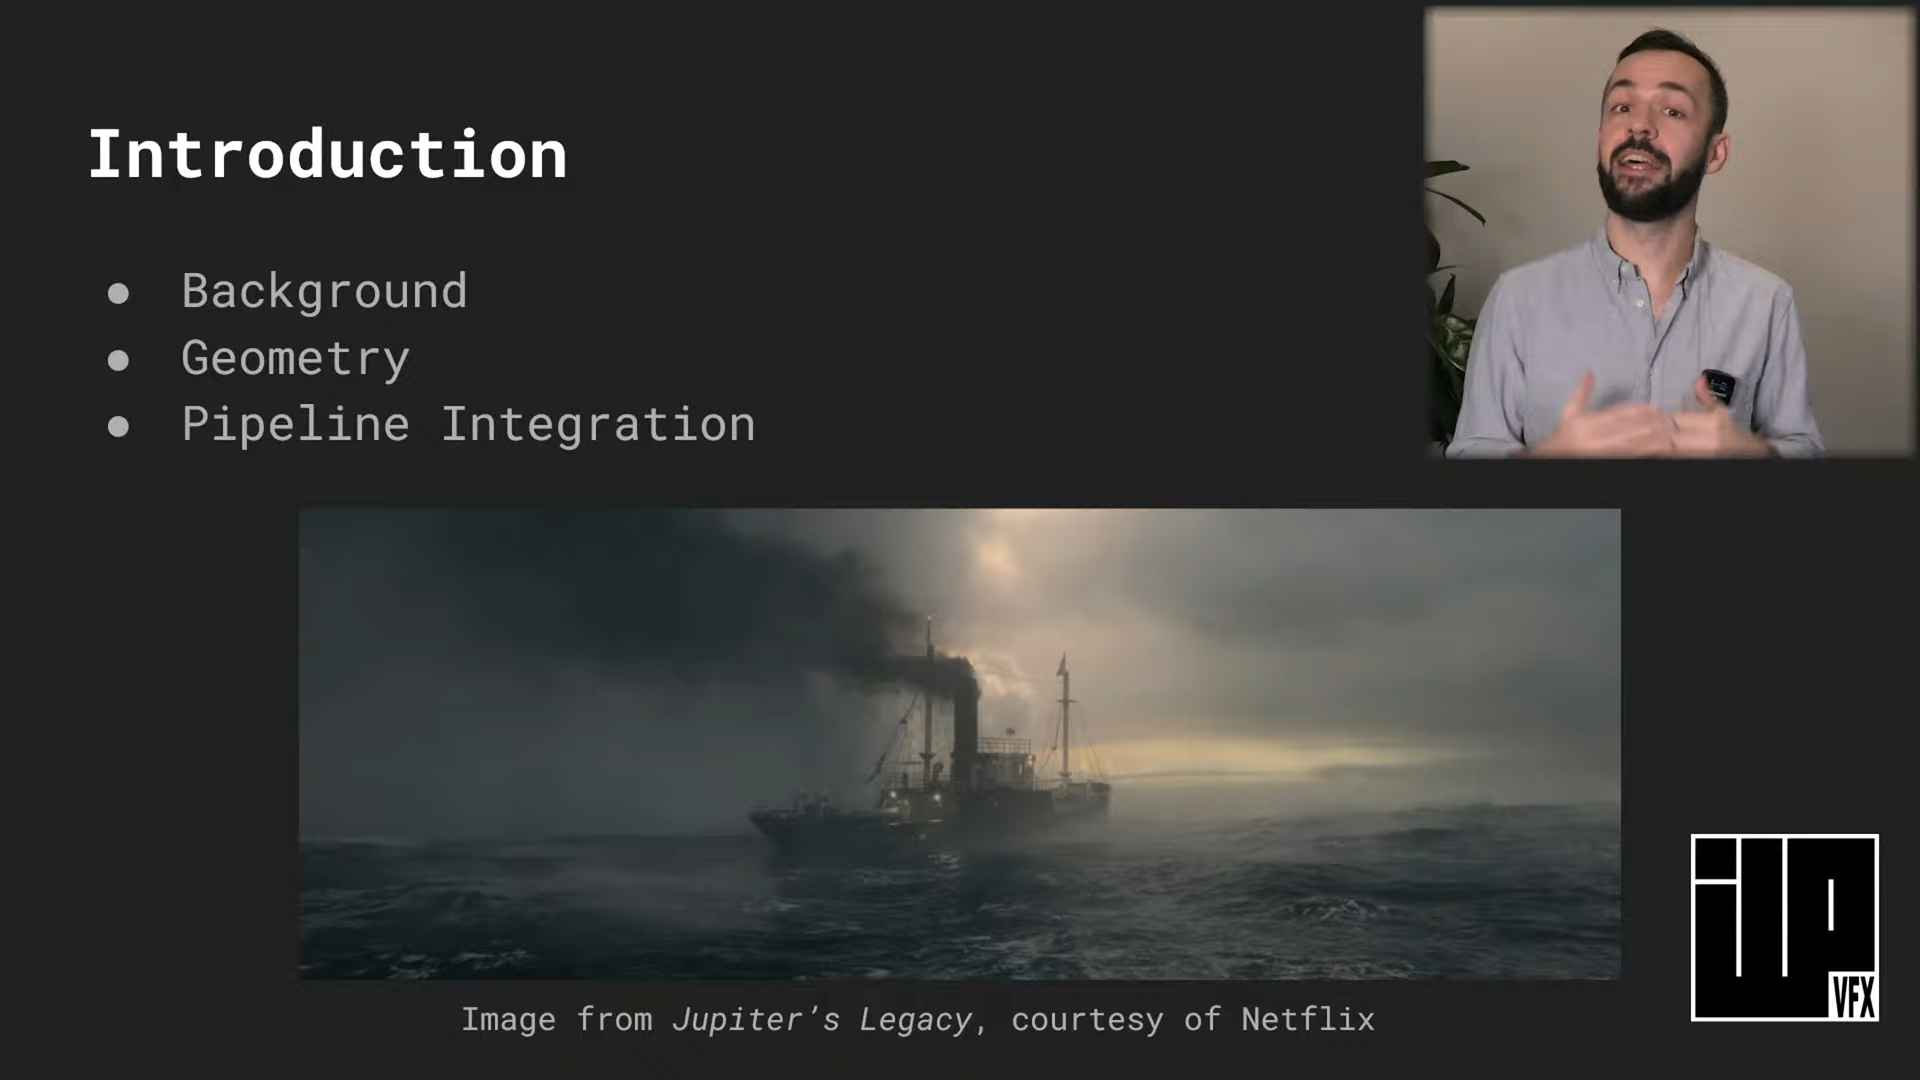 Introduction
● Background
● Geometry
● Pipeline Integration
Image from Jupiter’s Legacy, courtesy of Netflix
VFX